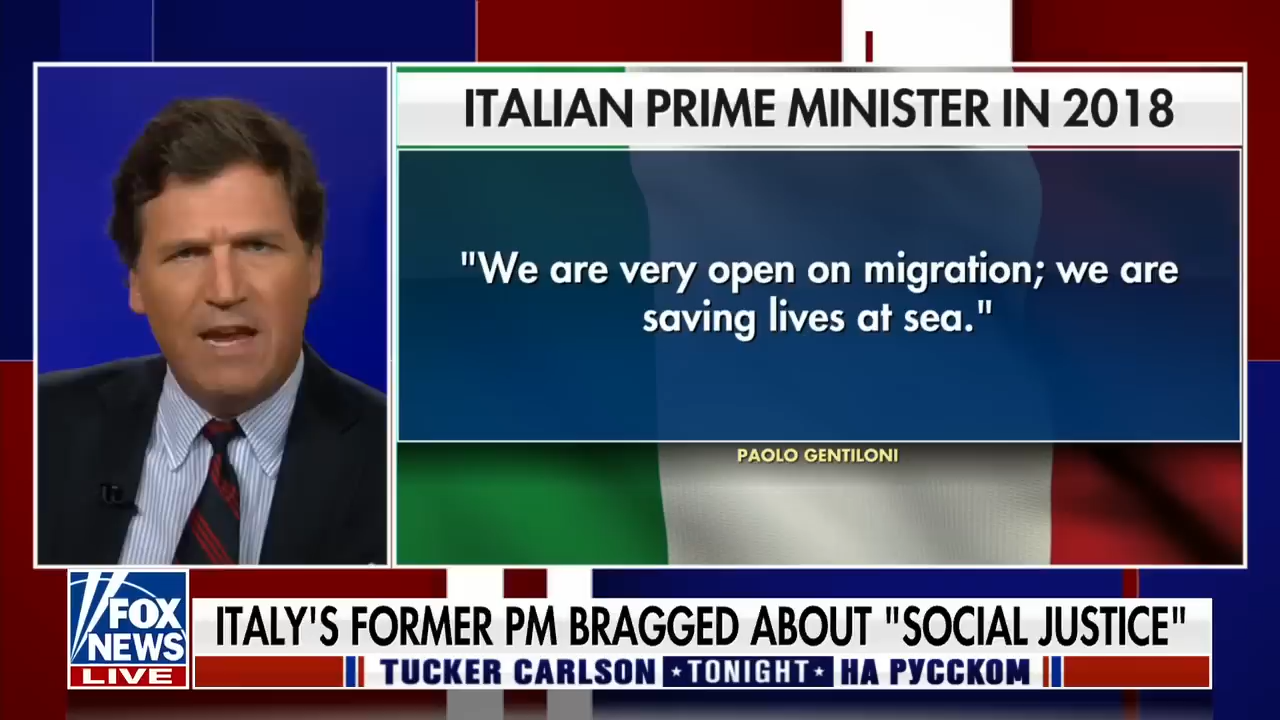 ITALIAN PRIME MINISTER IN 2018
"We are very open on migration; we are
saving lives at sea."
PAOLO GENTILONI
FOX
NEWS
LIVE
ITALY'S FORMER PM BRAGGED ABOUT "SOCIAL JUSTICE"
TUCKER CARLSON TONIGHT НА РУССКОМ